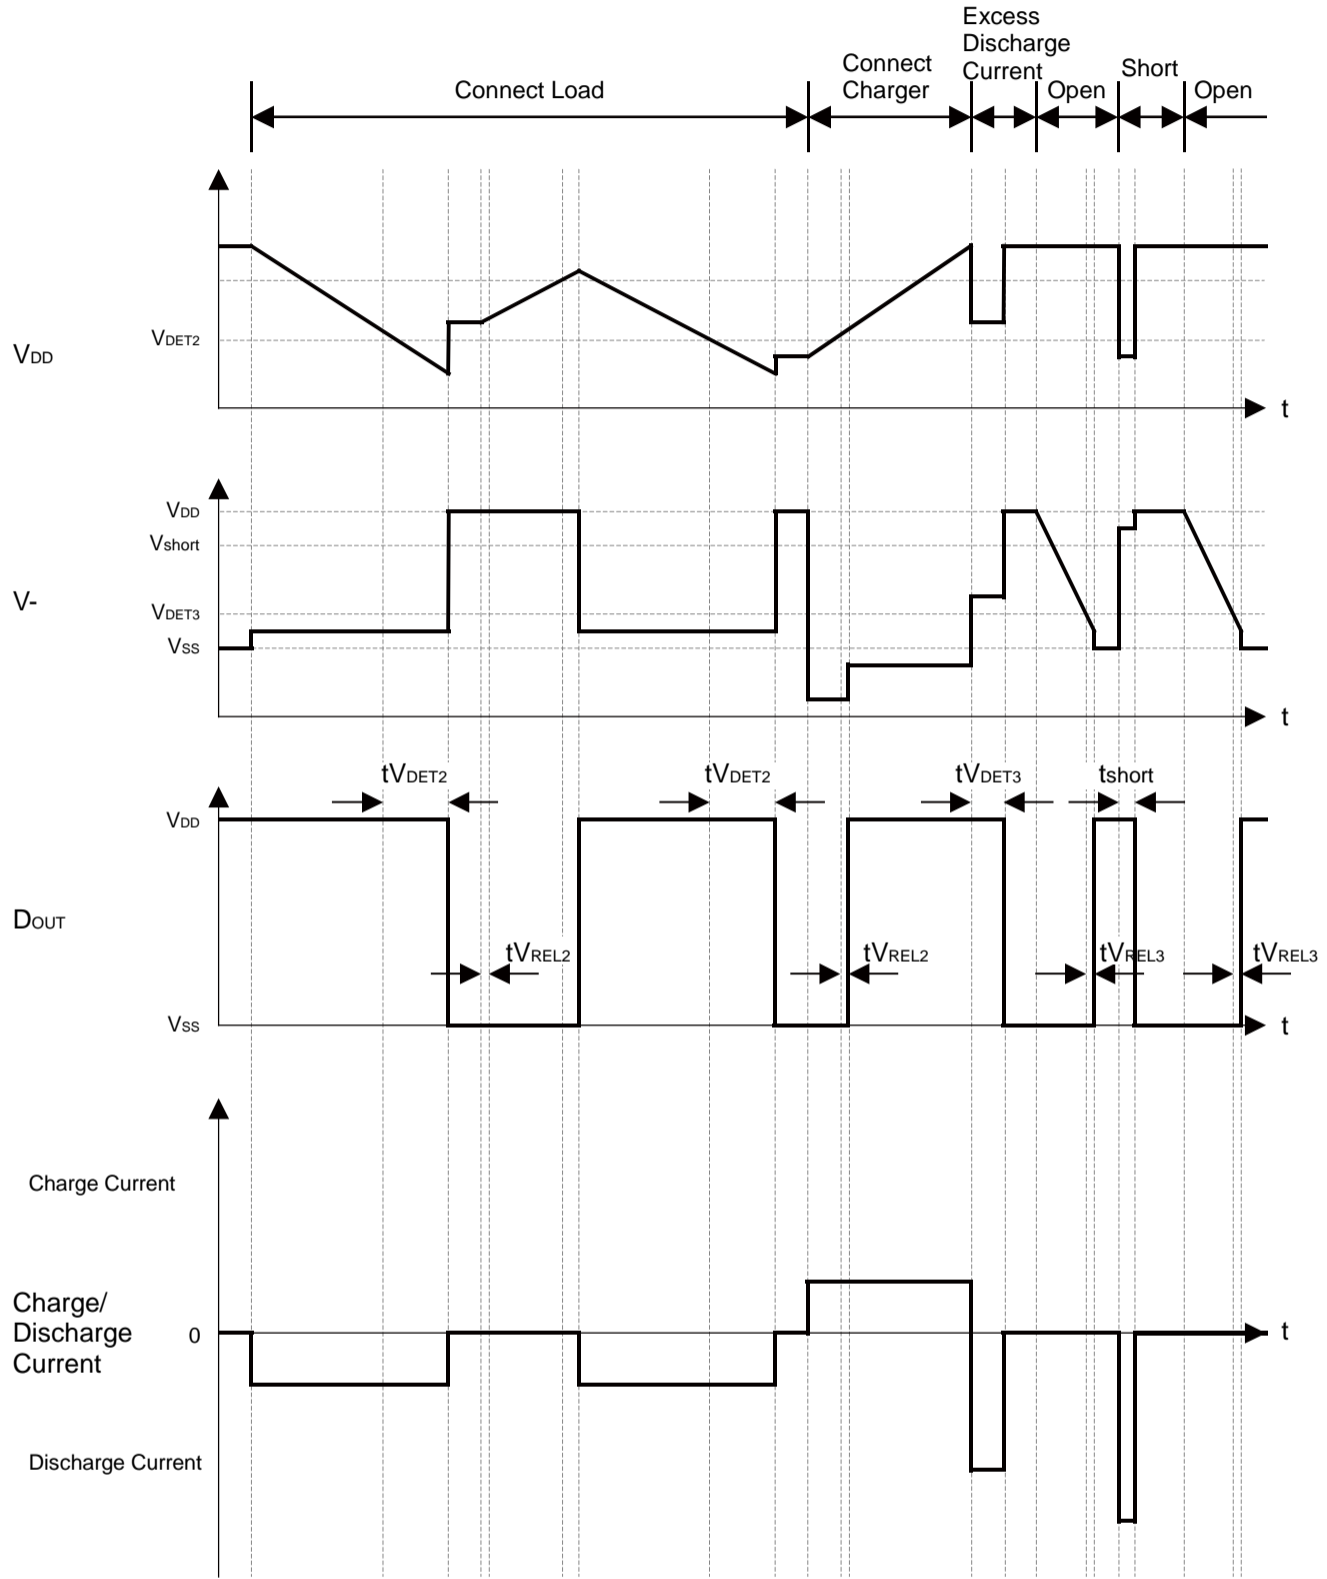 Excess
Discharge
Current
Connect Load
Connect
Charger
Open
Short
Open
VDD
VDET2
t
V-
VDD
Vshort
VDET3
VSS
t
tVDET2
tVDET2
tVDET3
tshort
VDD
DOUT
tVREL2
tVREL2
tVREL3
tVREL3
VSS
t
Charge Current
Charge/
Discharge
Current
0
t
Discharge Current